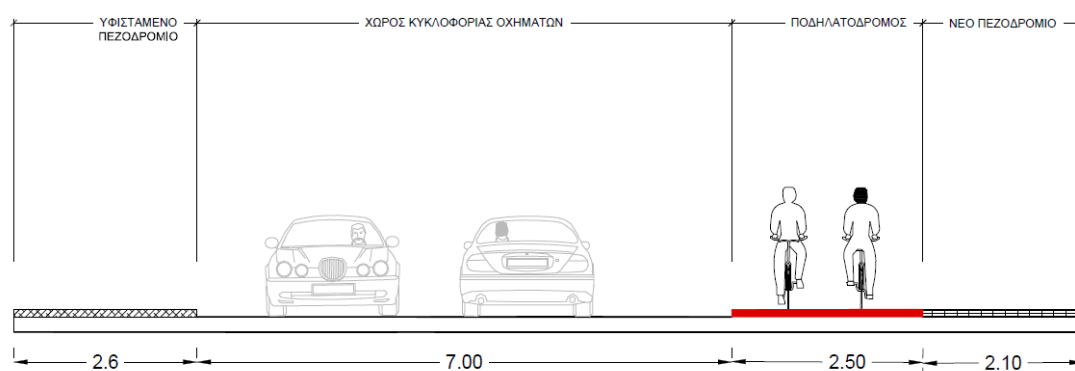 ΥΦΙΣΤΑΜΕΝΟ
ΠΕΖΟΔΡΟΜΙΟ
ΧΩΡΟΣ ΚΥΚΛΟΦΟΡΙΑΣ ΟΧΗΜΑΤΩΝ
ΠΟΔΗΛΑΤΟΔΡΟΜΟΣ
ΝΕΟ ΠΕΖΟΔΡΟΜΙΟ
2.6
7.00
2.50
2.10